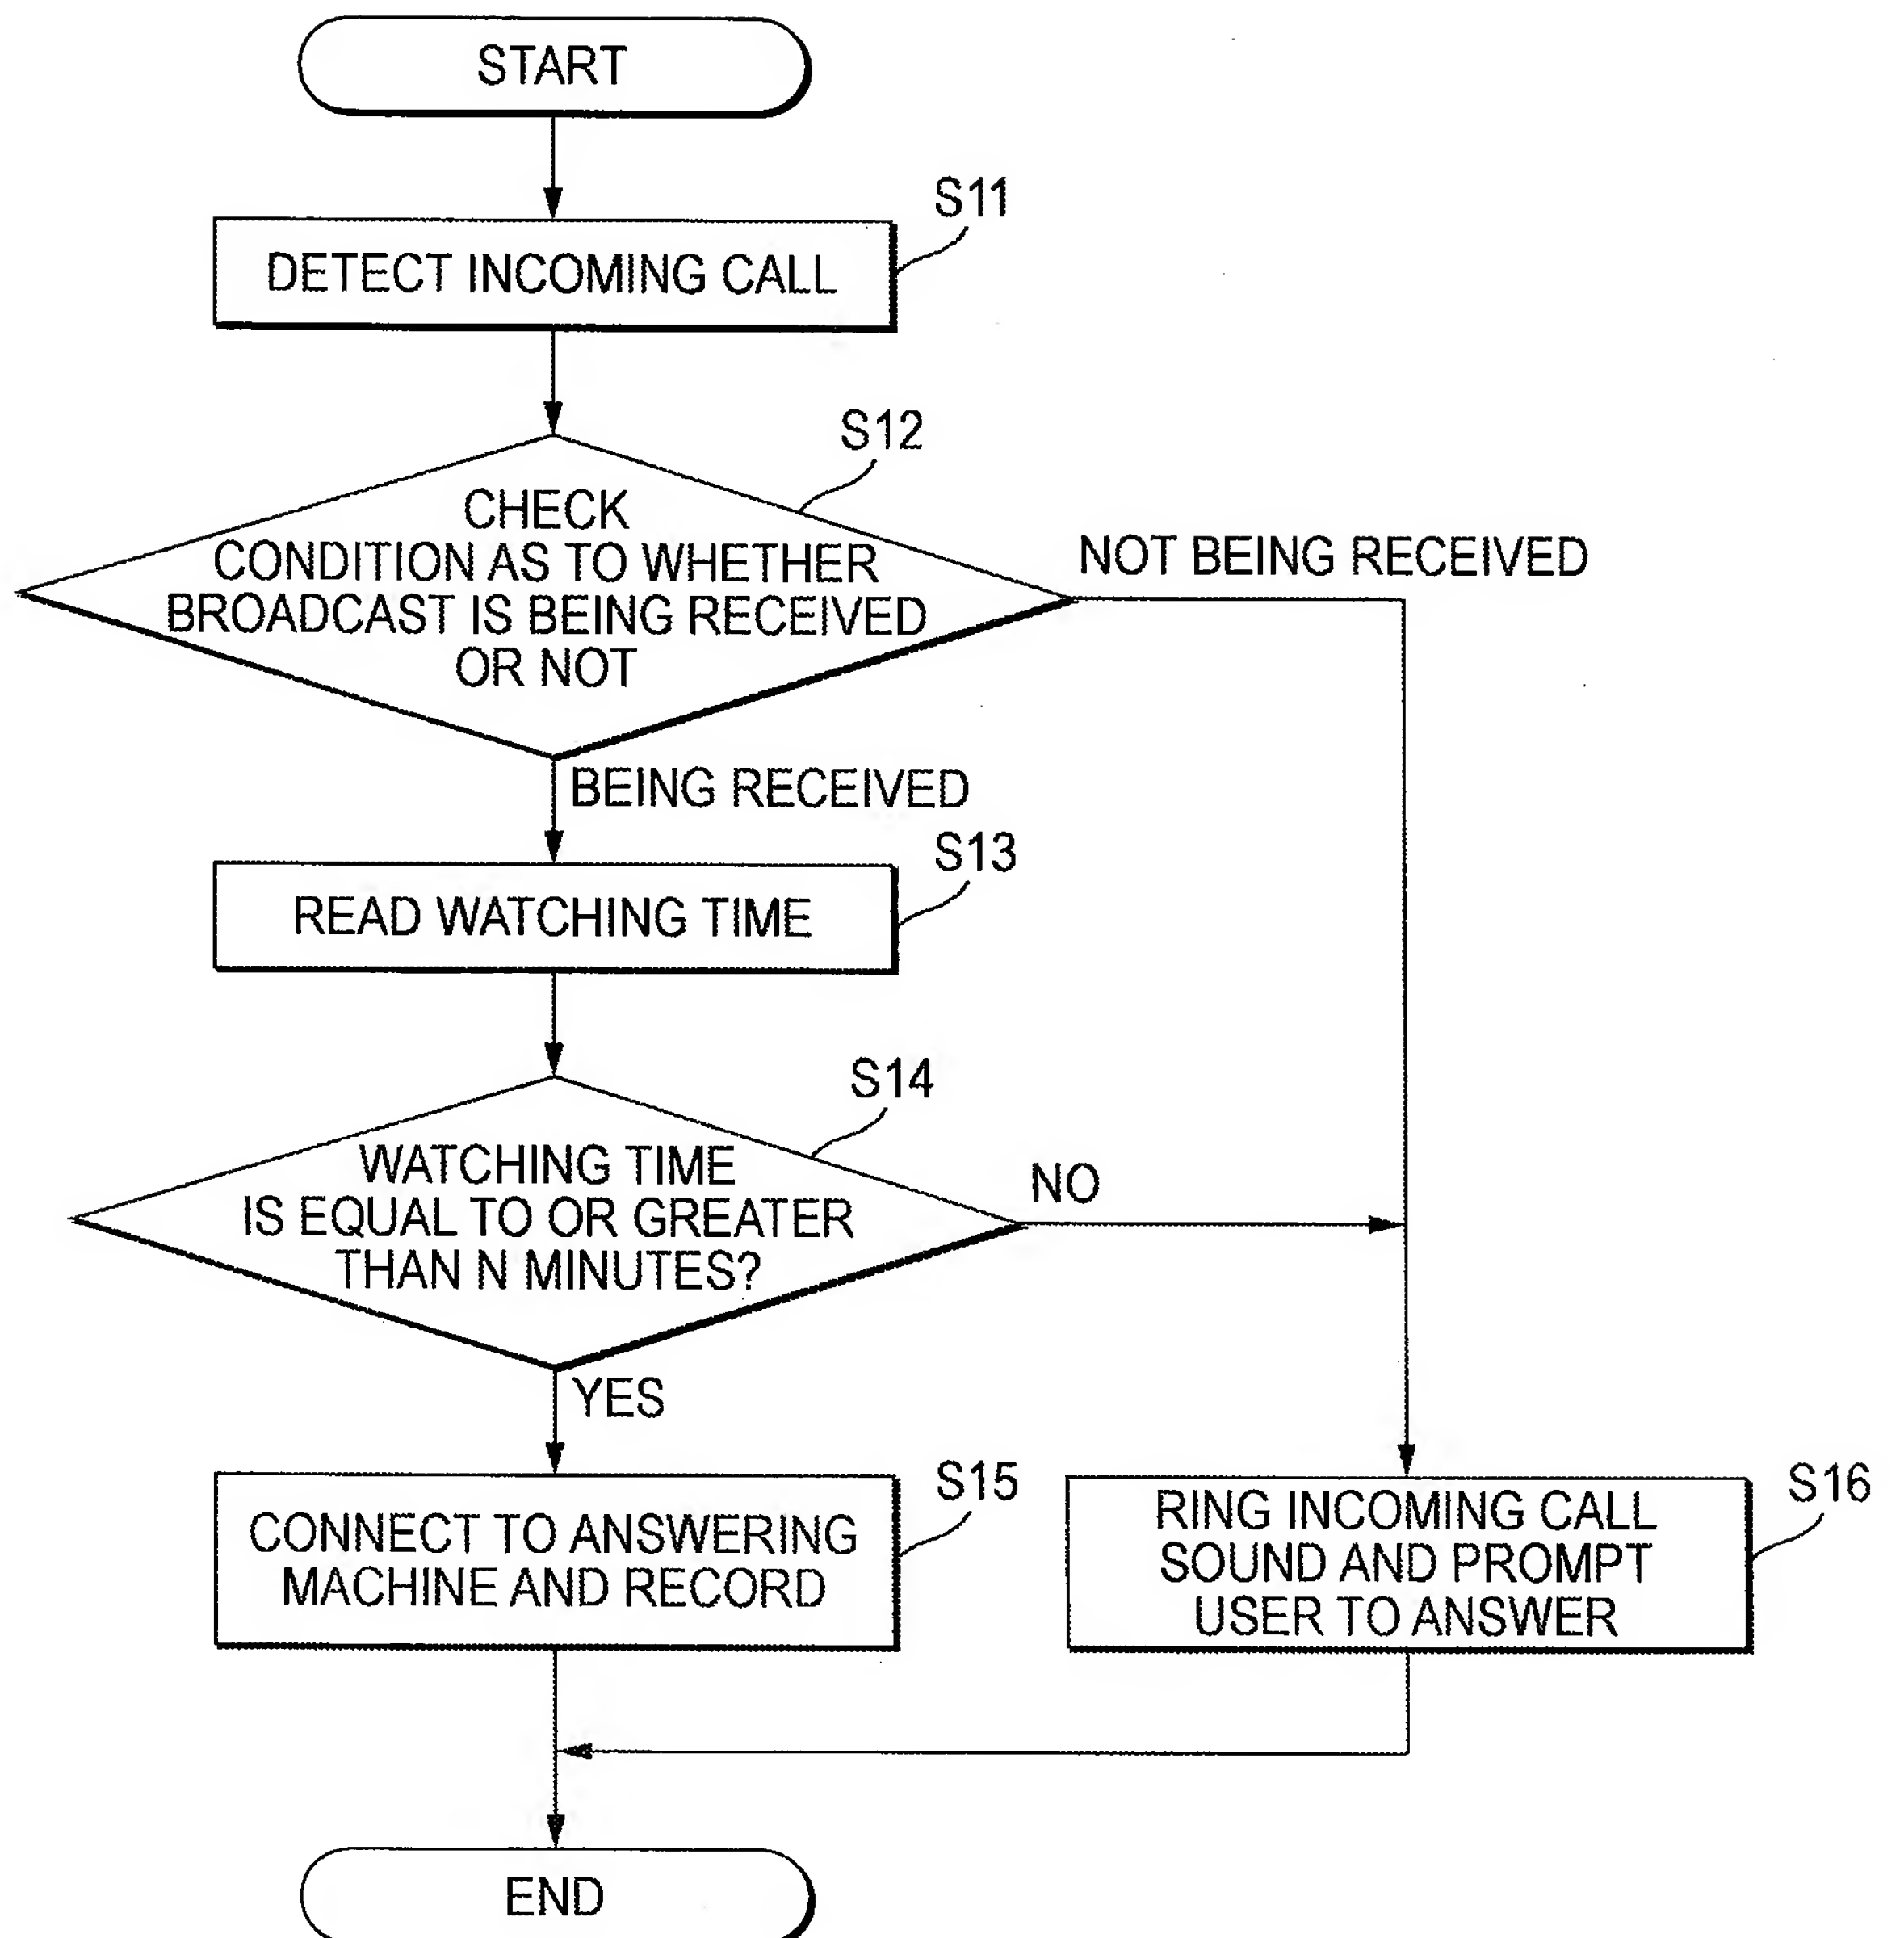 START
S11
DETECT INCOMING CALL
S12
CHECK
CONDITION AS TO WHETHER
BROADCAST IS BEING RECEIVED
OR NOT
NOT BEING RECEIVED
BEING RECEIVED
S13
READ WATCHING TIME
S14
WATCHING TIME
IS EQUAL TO OR GREATER
THAN N MINUTES?
NO
YES
S15
CONNECT TO ANSWERING
MACHINE AND RECORD
S16
RING INCOMING CALL
SOUND AND PROMPT
USER TO ANSWER
END